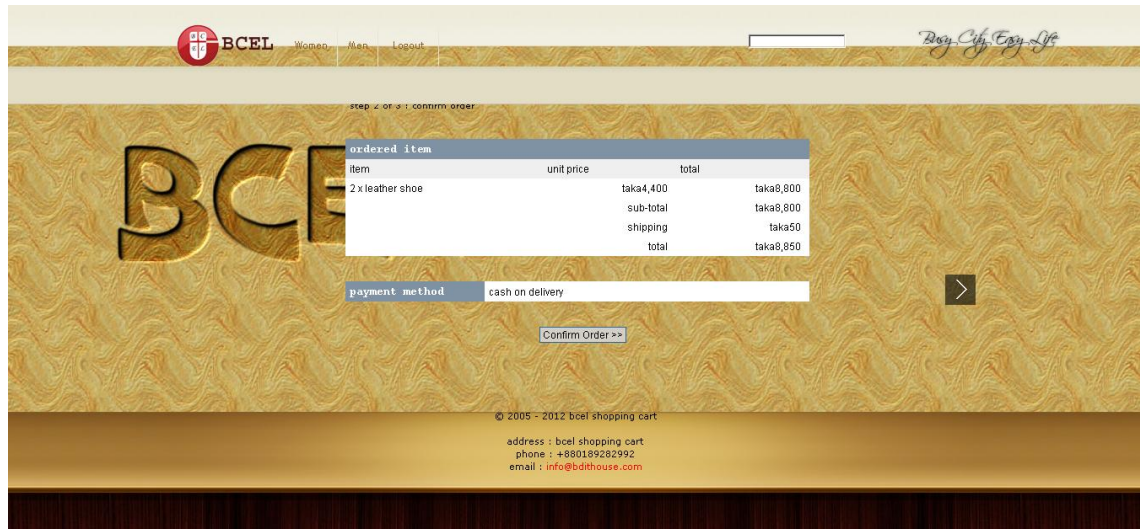 BCEL Women Men Logout Busy City Easy Life
step 2 of 3 : confirm order
BCE
ordered item
item unit price total
2 x leather shoe taka4,400 taka8,800
sub-total taka8,800
shipping taka50
total taka8,850
payment method cash on delivery
Confirm Order >>
© 2005 - 2012 bcel shopping cart
address : bcel shopping cart
phone : +880189282992
email : info@bdithouse.com